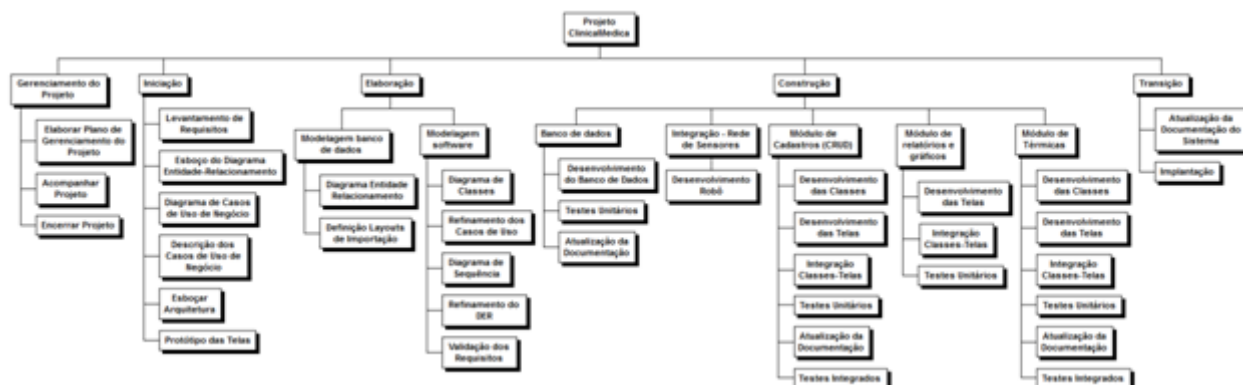 Projeto
ClinicaMedica
Gerenciamento do
Projeto
Elaborar Plano de
Gerenciamento do
Projeto
Acompanhar
Projeto
Encerrar Projeto
Iniciação
Levantamento de
Requisitos
Esboço do Diagrama
Entidade-Relacionamento
Diagrama de Casos
de Uso de Negócio
Descrição dos
Casos de Uso de
Negócio
Esboçar
Arquitetura
Protótipo das Telas
Elaboração
Modelagem banco
de dados
Diagrama Entidade
Relacionamento
Definição Layouts
de Importação
Modelagem
software
Diagrama de
Classes
Refinamento dos
Casos de Uso
Diagrama de
Sequência
Refinamento do
DER
Validação dos
Requisitos
Construção
Banco de dados
Desenvolvimento
do Banco de Dados
Testes Unitários
Atualização da
Documentação
Integração - Rede
de Sensores
Desenvolvimento
Robô
Módulo de
Cadastros (CRUD)
Desenvolvimento
das Classes
Desenvolvimento
das Telas
Integração
Classes-Telas
Testes Unitários
Atualização da
Documentação
Testes Integrados
Módulo de
relatórios e
gráficos
Desenvolvimento
das Telas
Integração
Classes-Telas
Testes Unitários
Módulo de
Térmicas
Desenvolvimento
das Classes
Desenvolvimento
das Telas
Integração
Classes-Telas
Testes Unitários
Atualização da
Documentação
Testes Integrados
Transição
Atualização da
Documentação do
Sistema
Implantação